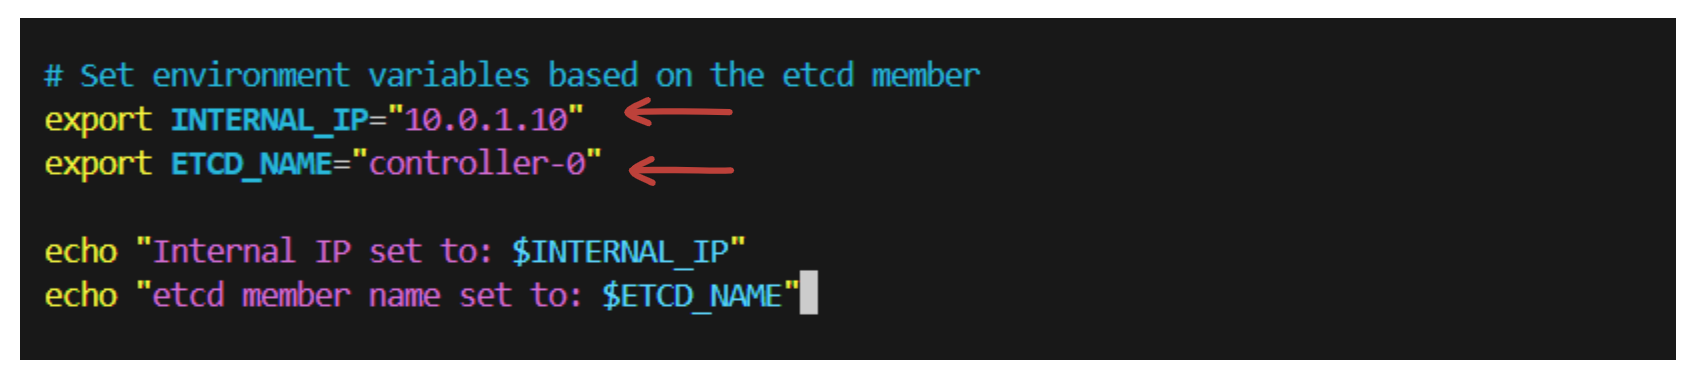 # Set environment variables based on the etcd member
export INTERNAL_IP="10.0.1.10"
export ETCD_NAME="controller-0"
echo "Internal IP set to: $INTERNAL_IP"
echo "etcd member name set to: $ETCD_NAME"